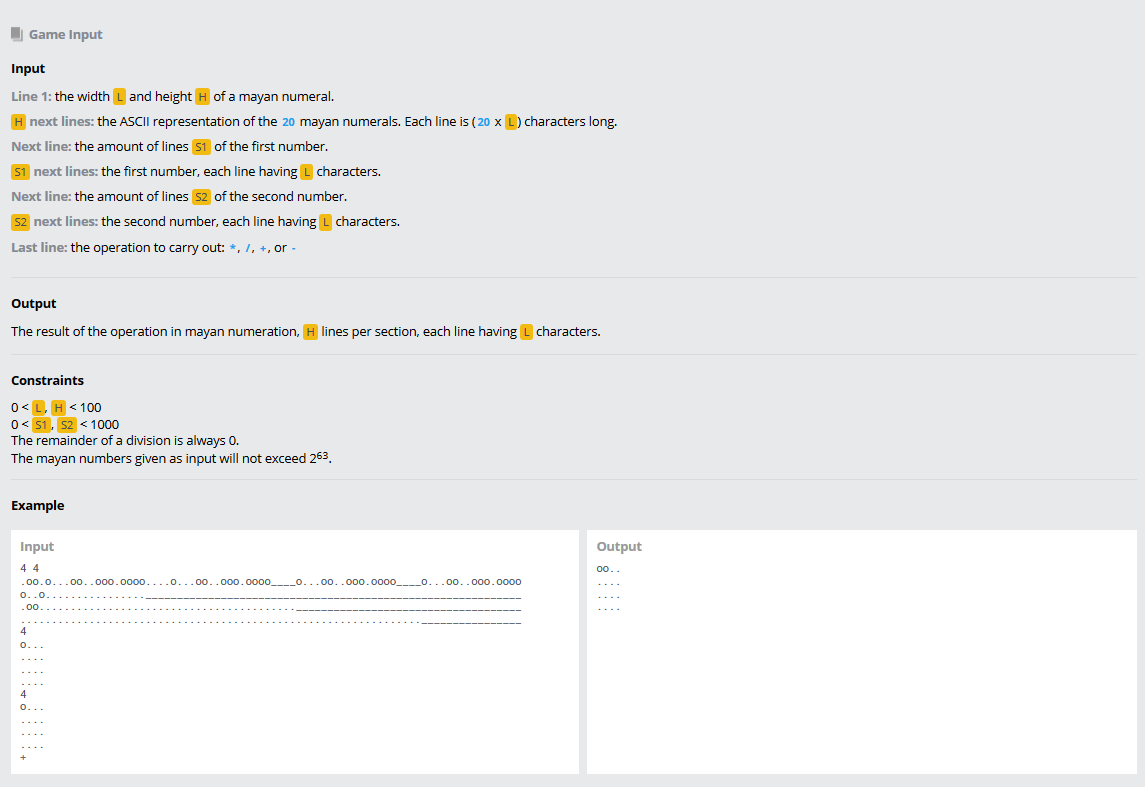 Game Input
Input
Line 1: the width L and height H of a mayan numeral.
H next lines: the ASCII representation of the 20 mayan numerals. Each line is (20 x L) characters long.
Next line: the amount of lines S1 of the first number.
S1 next lines: the first number, each line having L characters.
Next line: the amount of lines S2 of the second number.
S2 next lines: the second number, each line having L characters.
Last line: the operation to carry out: *, /, +, or -
Output
The result of the operation in mayan numeration, H lines per section, each line having L characters.
Constraints
0 < L, H < 100
0 < S1, S2 < 1000
The remainder of a division is always 0.
The mayan numbers given as input will not exceed 2⁶³.
Example
Input
4 4
.oo.o...oo..ooo.oooo....o...oo..ooo.oooo____o...oo..ooo.oooo____o...oo..ooo.oooo
o..o................____________________________________________________________
.oo.........................................____________________________________
................................................................________________
4
o...
....
....
....
4
o...
....
....
....
+
Output
oo..
....
....
....